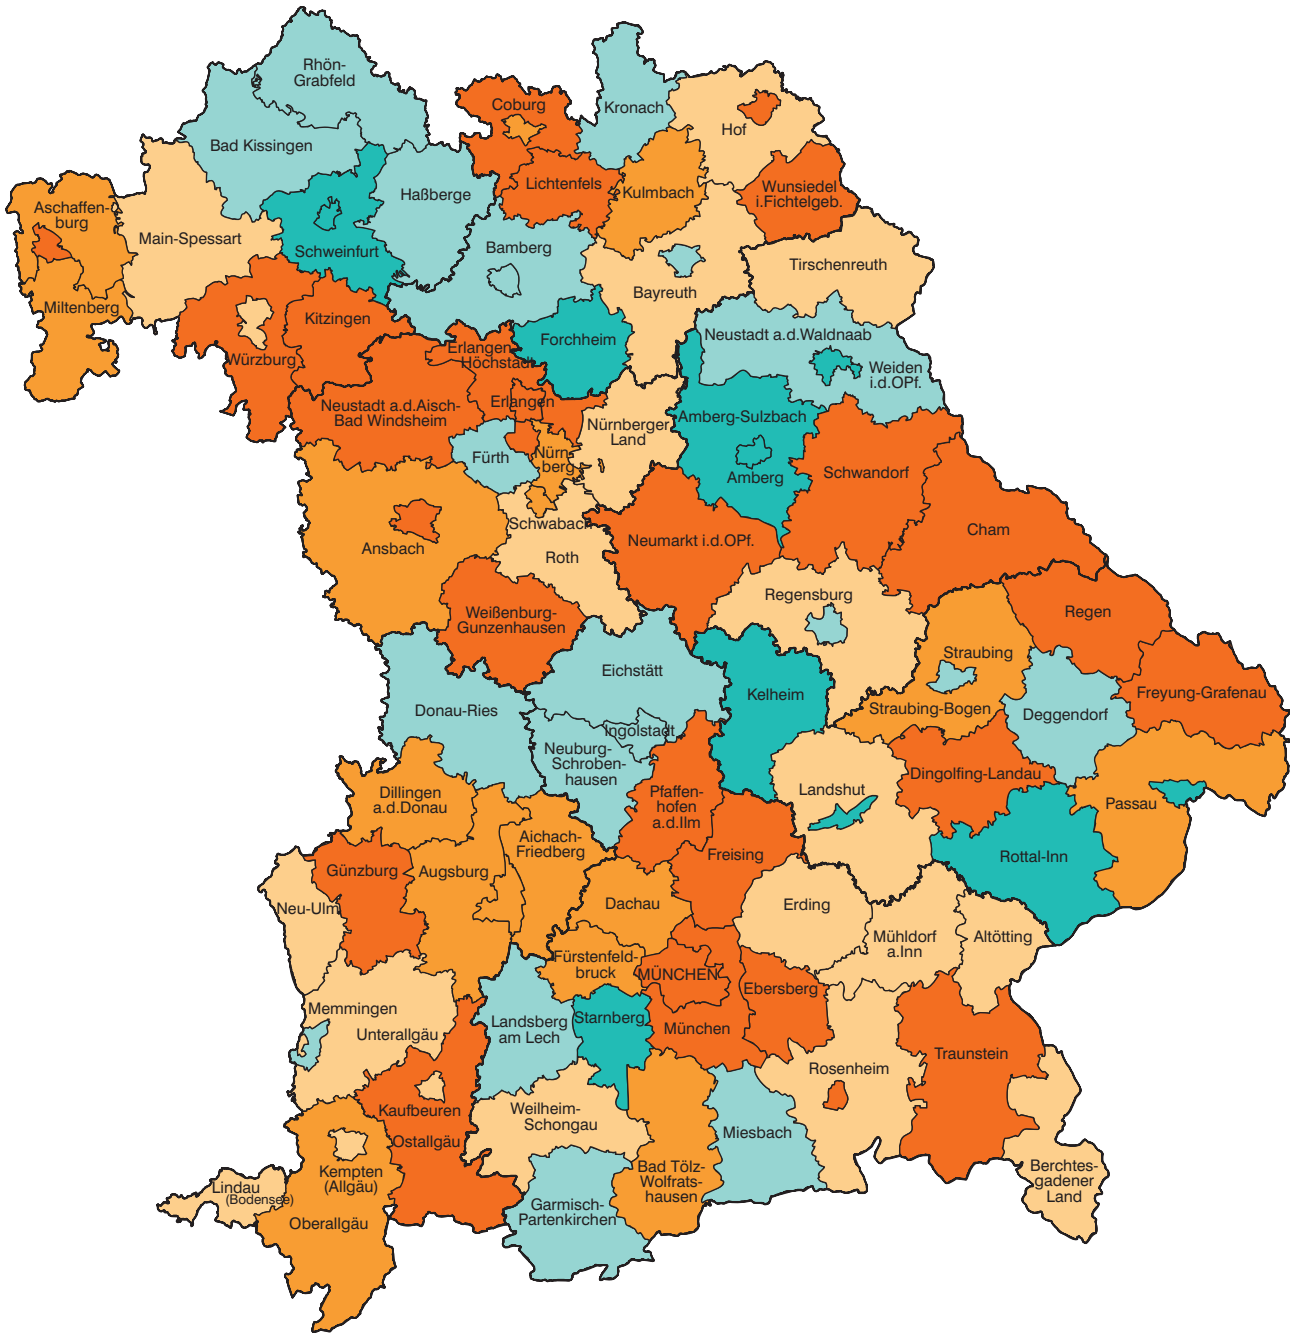 Rhön-
Grabfeld
Coburg
Kronach
Hof
Bad Kissingen
Lichtenfels
Kulmbach
Wunsiedel
i.Fichtelgeb.
Haßberge
Aschaffen-
burg
Main-Spessart
Schweinfurt
Bamberg
Tirschenreuth
Bayreuth
Miltenberg
Kitzingen
Würzburg
Erlangen-
Höchstadt
Forchheim
Neustadt a.d.Waldnaab
Weiden
i.d.OPf.
Erlangen
Neustadt a.d.Aisch-
Bad Windsheim
Amberg-Sulzbach
Nürnberger
Land
Fürth
Nürn-
berg
Amberg
Schwandorf
Schwabach
Roth
Ansbach
Neumarkt i.d.OPf.
Cham
Weißenburg-
Gunzenhausen
Regensburg
Regen
Straubing
Eichstätt
Kelheim
Freyung-Grafenau
Donau-Ries
Straubing-Bogen
Deggendorf
Ingolstadt
Neuburg-
Schroben-
hausen
Dingolfing-Landau
Dillingen
a.d.Donau
Pfaffen-
hofen
a.d.Ilm
Landshut
Passau
Aichach-
Friedberg
Freising
Rottal-Inn
Günzburg
Augsburg
Neu-Ulm
Dachau
Erding
Mühldorf
a.Inn
Altötting
Fürstenfeld-
bruck
MÜNCHEN
Ebersberg
Memmingen
Unterallgäu
Landsberg
am Lech
Starnberg
München
Traunstein
Rosenheim
Kaufbeuren
Weilheim-
Schongau
Miesbach
Ostallgäu
Kempten
(Allgäu)
Bad Tölz-
Wolfrats-
hausen
Berchtes-
gadener
Land
Lindau
(Bodensee)
Oberallgäu
Garmisch-
Partenkirchen